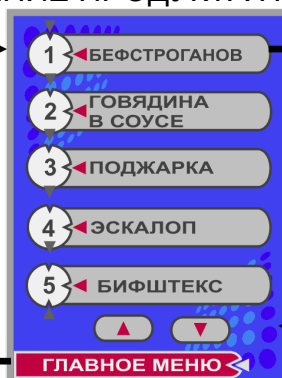 1 БЕФСТРОГАНОВ
2 ГОВЯДИНА
В СОУСЕ
3 ПОДЖАРКА
4 ЭСКАЛОП
5 БИФШТЕКС
ГЛАВНОЕ МЕНЮ